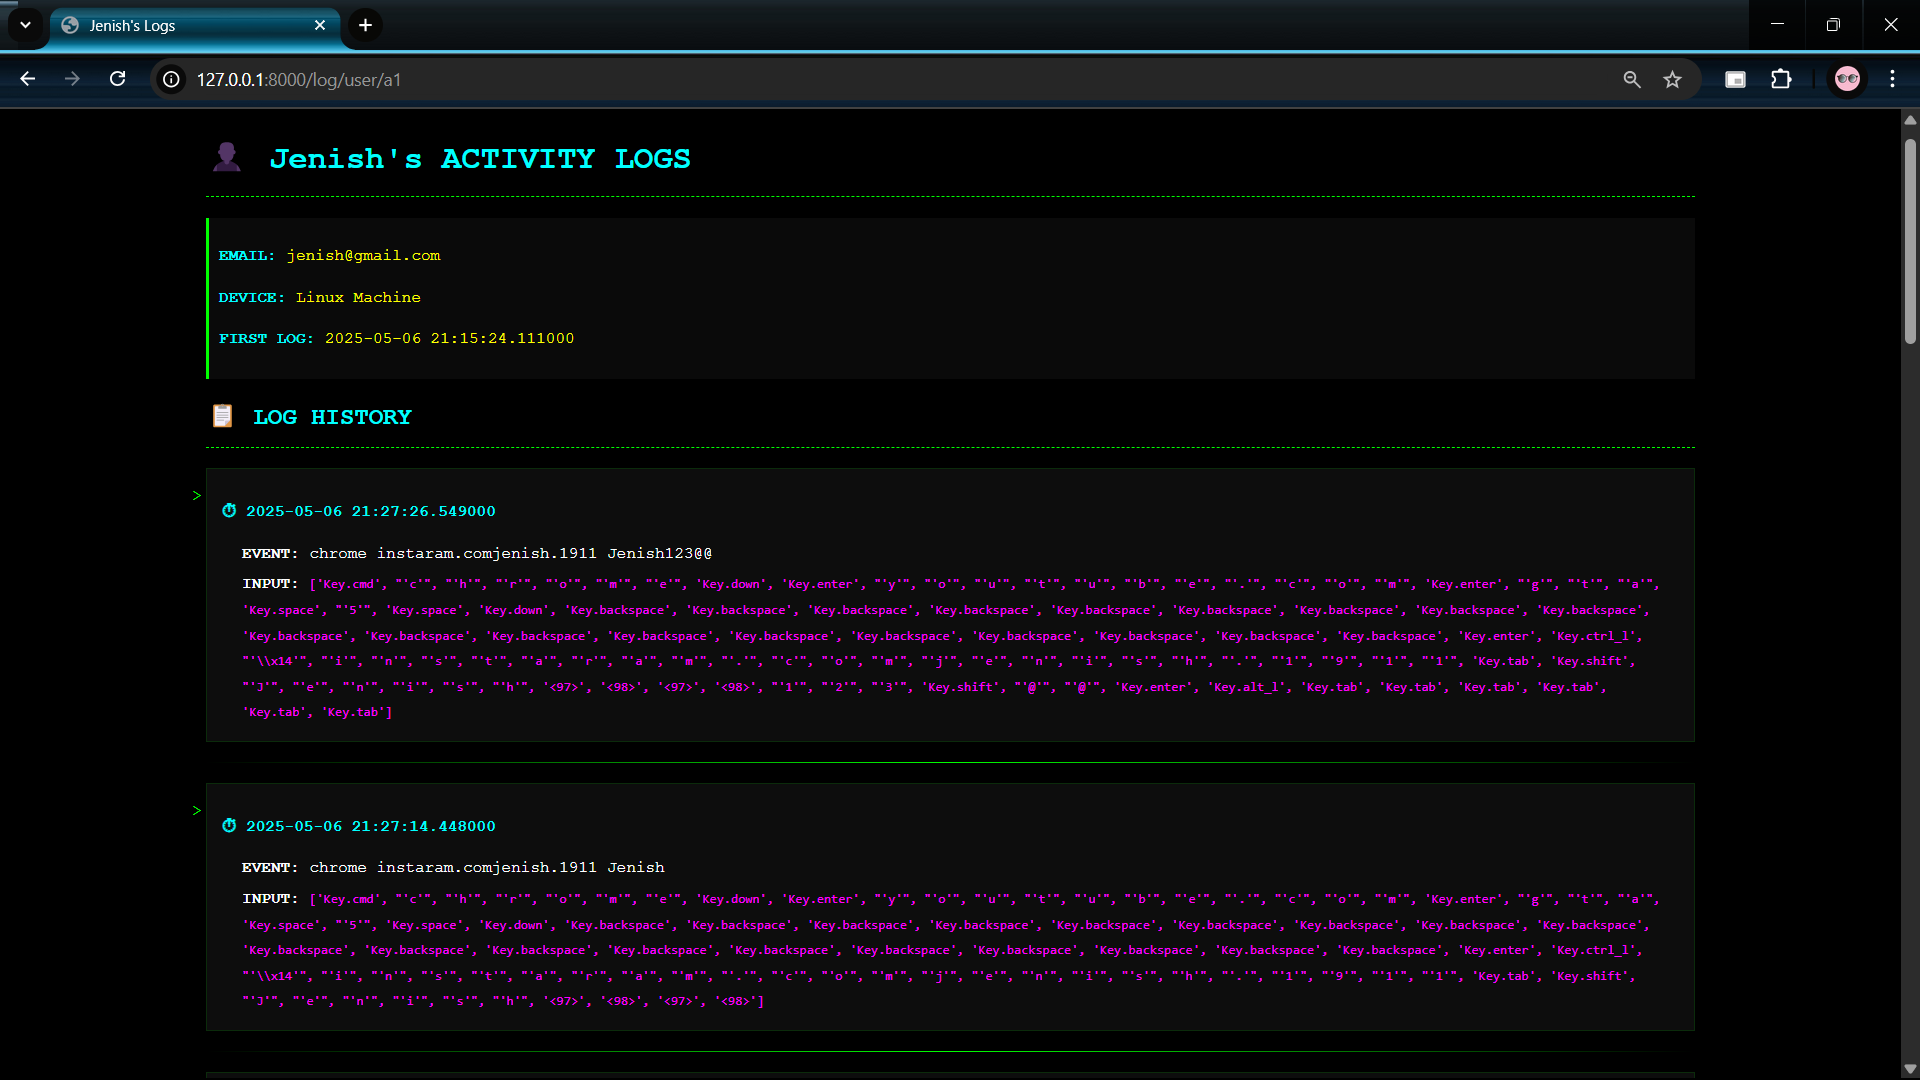 Jenish's Logs
127.0.0.1:8000/log/user/a1
Jenish's ACTIVITY LOGS
EMAIL: jenish@gmail.com
DEVICE: Linux Machine
FIRST LOG: 2025-05-06 21:15:24.111000
LOG HISTORY
>
2025-05-06 21:27:26.549000
EVENT: chrome instaram.comjenish.1911 Jenish123@@
INPUT: ['Key.cmd', "'c'", "'h'", "'r'", "'o'", "'m'", "'e'", 'Key.down', 'Key.enter', "'y'", "'o'", "'u'", "'t'", "'u'", "'b'", "'e'", "'.'", "'c'", "'o'", "'m'", 'Key.enter', "'g'", "'t'", "'a'",
'Key.space', "'5'", 'Key.space', 'Key.down', 'Key.backspace', 'Key.backspace', 'Key.backspace', 'Key.backspace', 'Key.backspace', 'Key.backspace', 'Key.backspace', 'Key.backspace', 'Key.backspace',
'Key.backspace', 'Key.backspace', 'Key.backspace', 'Key.backspace', 'Key.backspace', 'Key.backspace', 'Key.backspace', 'Key.backspace', 'Key.backspace', 'Key.backspace', 'Key.enter', 'Key.ctrl_l',
"'\\x14'", "'i'", "'n'", "'s'", "'t'", "'a'", "'r'", "'a'", "'m'", "'.'", "'c'", "'o'", "'m'", "'j'", "'e'", "'n'", "'i'", "'s'", "'h'", "'.'", "'1'", "'9'", "'1'", "'1'", 'Key.tab', 'Key.shift',
"'J'", "'e'", "'n'", "'i'", "'s'", "'h'", '<97>', '<98>', '<97>', '<98>', "'1'", "'2'", "'3'", 'Key.shift', "'@'", "'@'", 'Key.enter', 'Key.alt_l', 'Key.tab', 'Key.tab', 'Key.tab', 'Key.tab',
'Key.tab', 'Key.tab']
>
2025-05-06 21:27:14.448000
EVENT: chrome instaram.comjenish.1911 Jenish
INPUT: ['Key.cmd', "'c'", "'h'", "'r'", "'o'", "'m'", "'e'", 'Key.down', 'Key.enter', "'y'", "'o'", "'u'", "'t'", "'u'", "'b'", "'e'", "'.'", "'c'", "'o'", "'m'", 'Key.enter', "'g'", "'t'", "'a'",
'Key.space', "'5'", 'Key.space', 'Key.down', 'Key.backspace', 'Key.backspace', 'Key.backspace', 'Key.backspace', 'Key.backspace', 'Key.backspace', 'Key.backspace', 'Key.backspace', 'Key.backspace',
'Key.backspace', 'Key.backspace', 'Key.backspace', 'Key.backspace', 'Key.backspace', 'Key.backspace', 'Key.backspace', 'Key.backspace', 'Key.backspace', 'Key.backspace', 'Key.enter', 'Key.ctrl_l',
"'\\x14'", "'i'", "'n'", "'s'", "'t'", "'a'", "'r'", "'a'", "'m'", "'.'", "'c'", "'o'", "'m'", "'j'", "'e'", "'n'", "'i'", "'s'", "'h'", "'.'", "'1'", "'9'", "'1'", "'1'", 'Key.tab', 'Key.shift',
"'J'", "'e'", "'n'", "'i'", "'s'", "'h'", '<97>', '<98>', '<97>', '<98>']